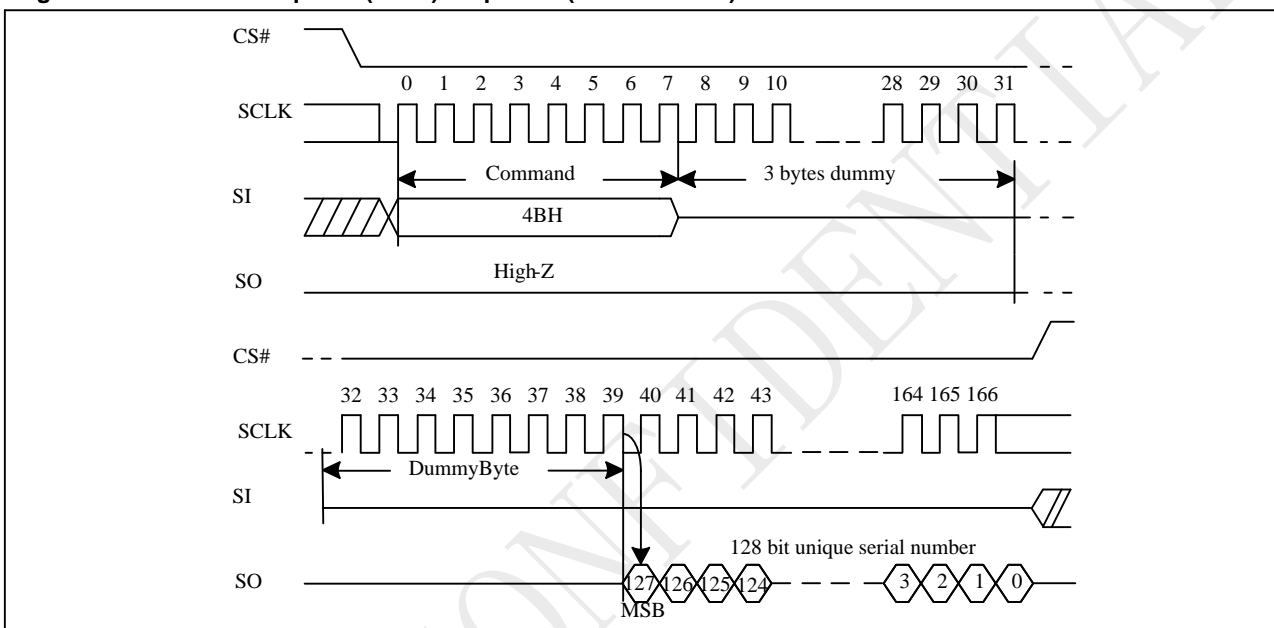 CS#
0 1 2 3 4 5 6 7 8 9 10 28 29 30 31
SCLK
Command 3 bytes dummy
SI
4BH
High-Z
SO
CS#
32 33 34 35 36 37 38 39 40 41 42 43 164 165 166
SCLK
DummyByte
SI
128 bit unique serial number
SO 127 126 125 124 3 2 1 0
MSB
CONFIDENTIA